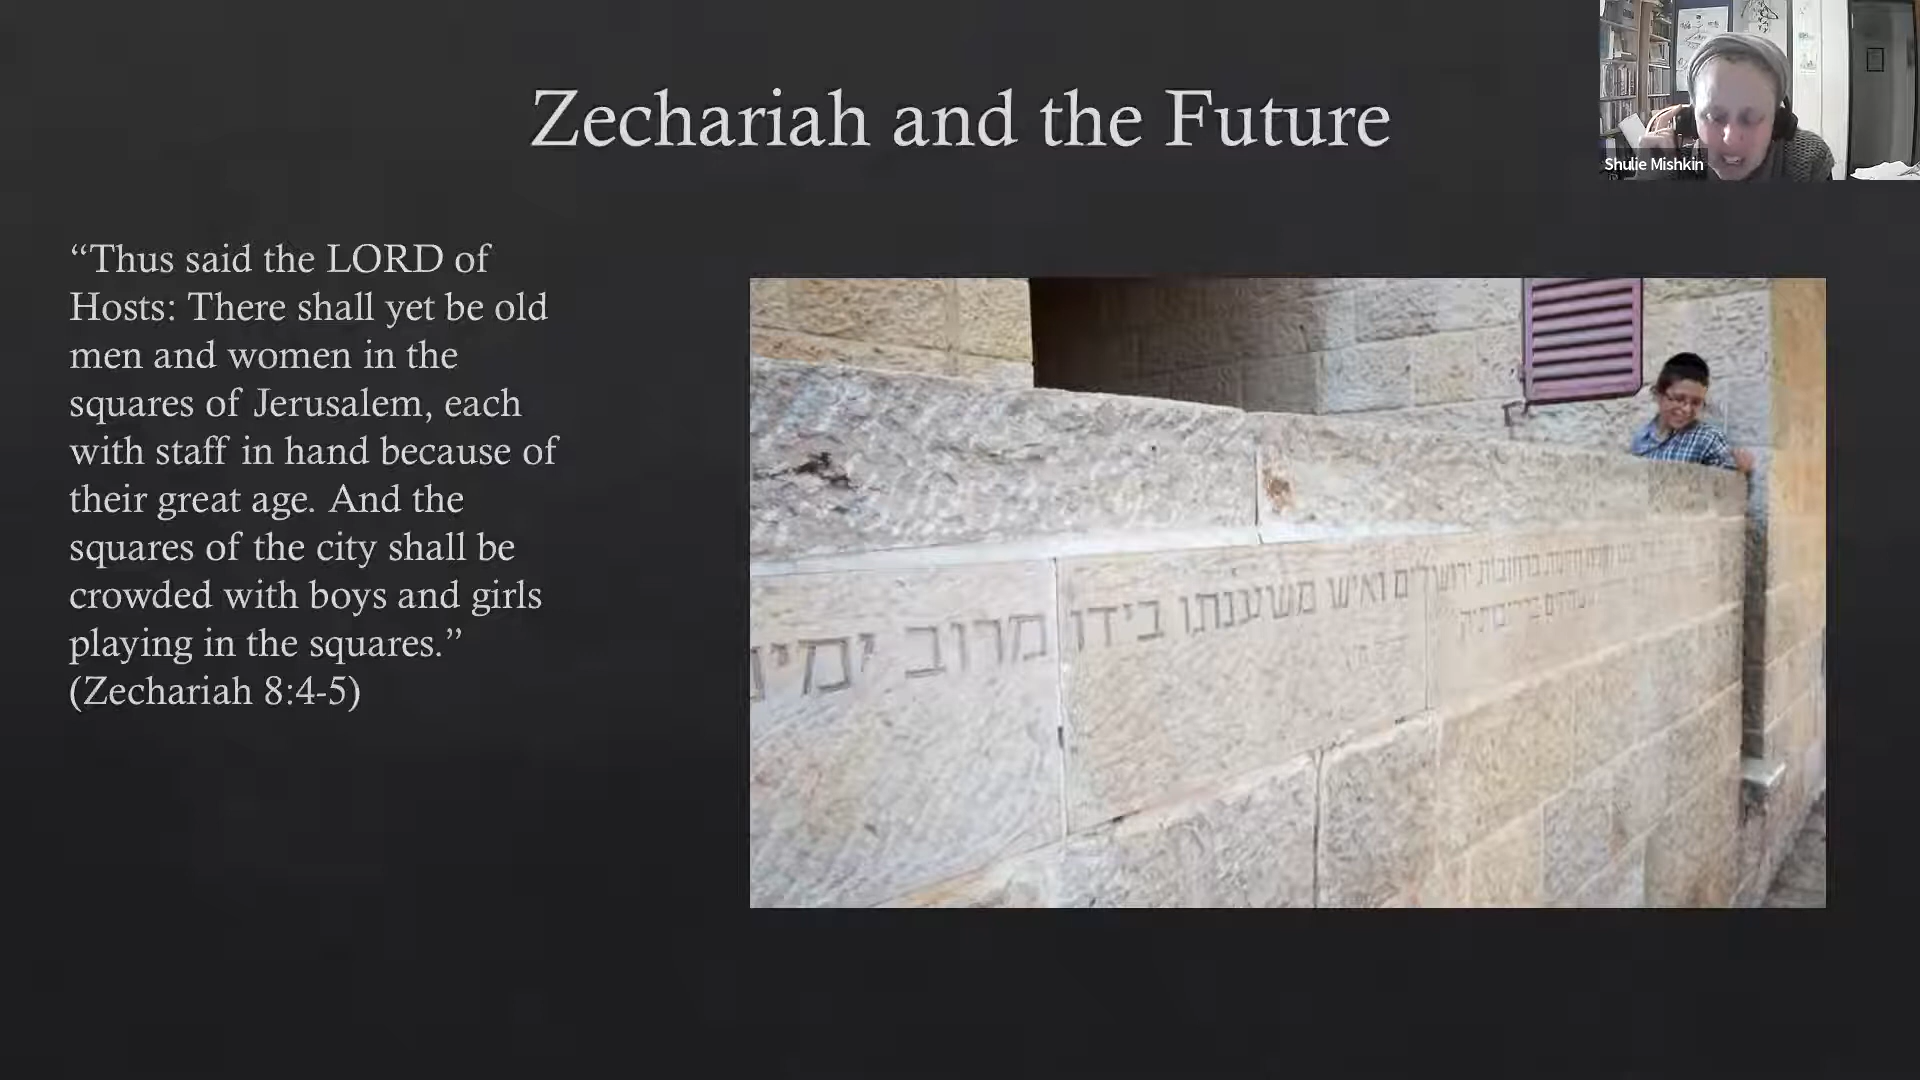 Zechariah and the Future
Shulie Mishkin
“Thus said the LORD of
Hosts: There shall yet be old
men and women in the
squares of Jerusalem, each
with staff in hand because of
their great age. And the
squares of the city shall be
crowded with boys and girls
playing in the squares.”
(Zechariah 8:4-5)
ברחובות ירושלים ואיש משענתו בידו מרוב